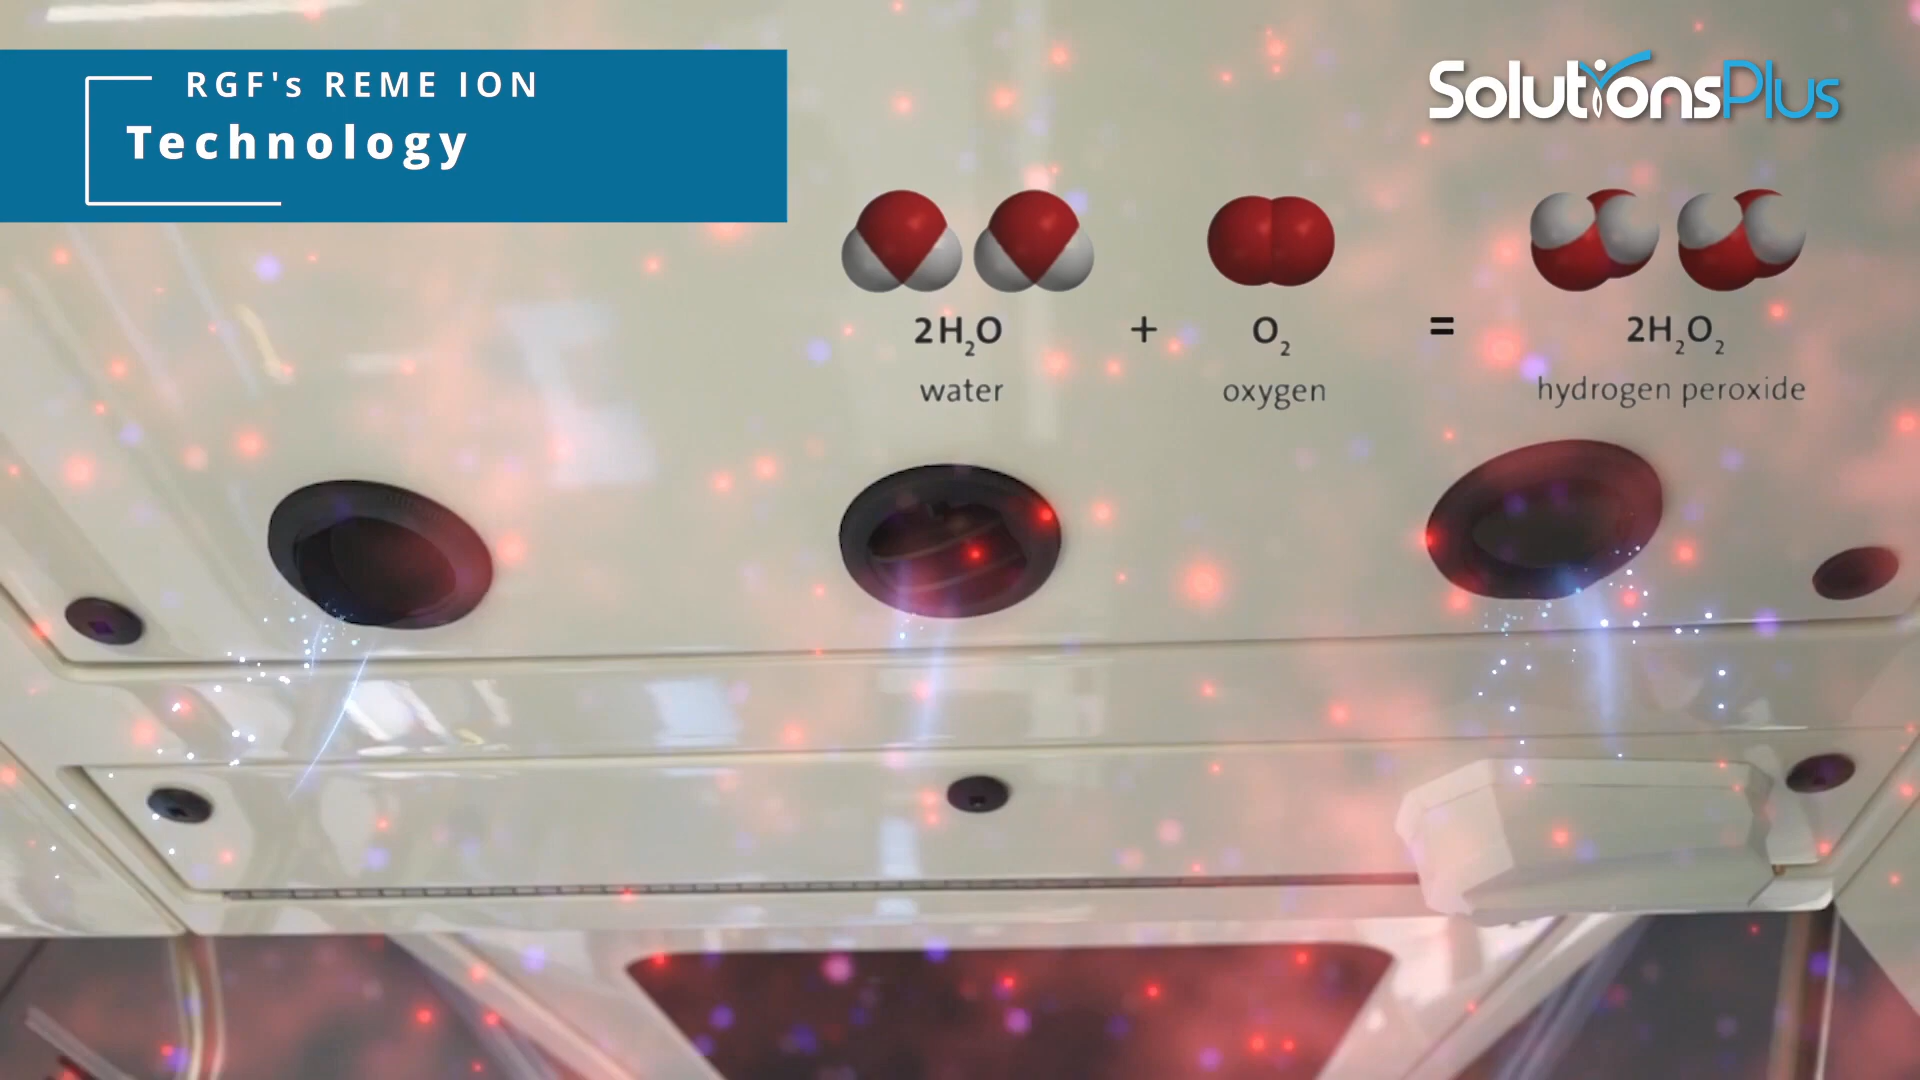 RGF's REME ION
Technology
SolutionsPlus
2H₂O + O₂ = 2H₂O₂
water oxygen hydrogen peroxide